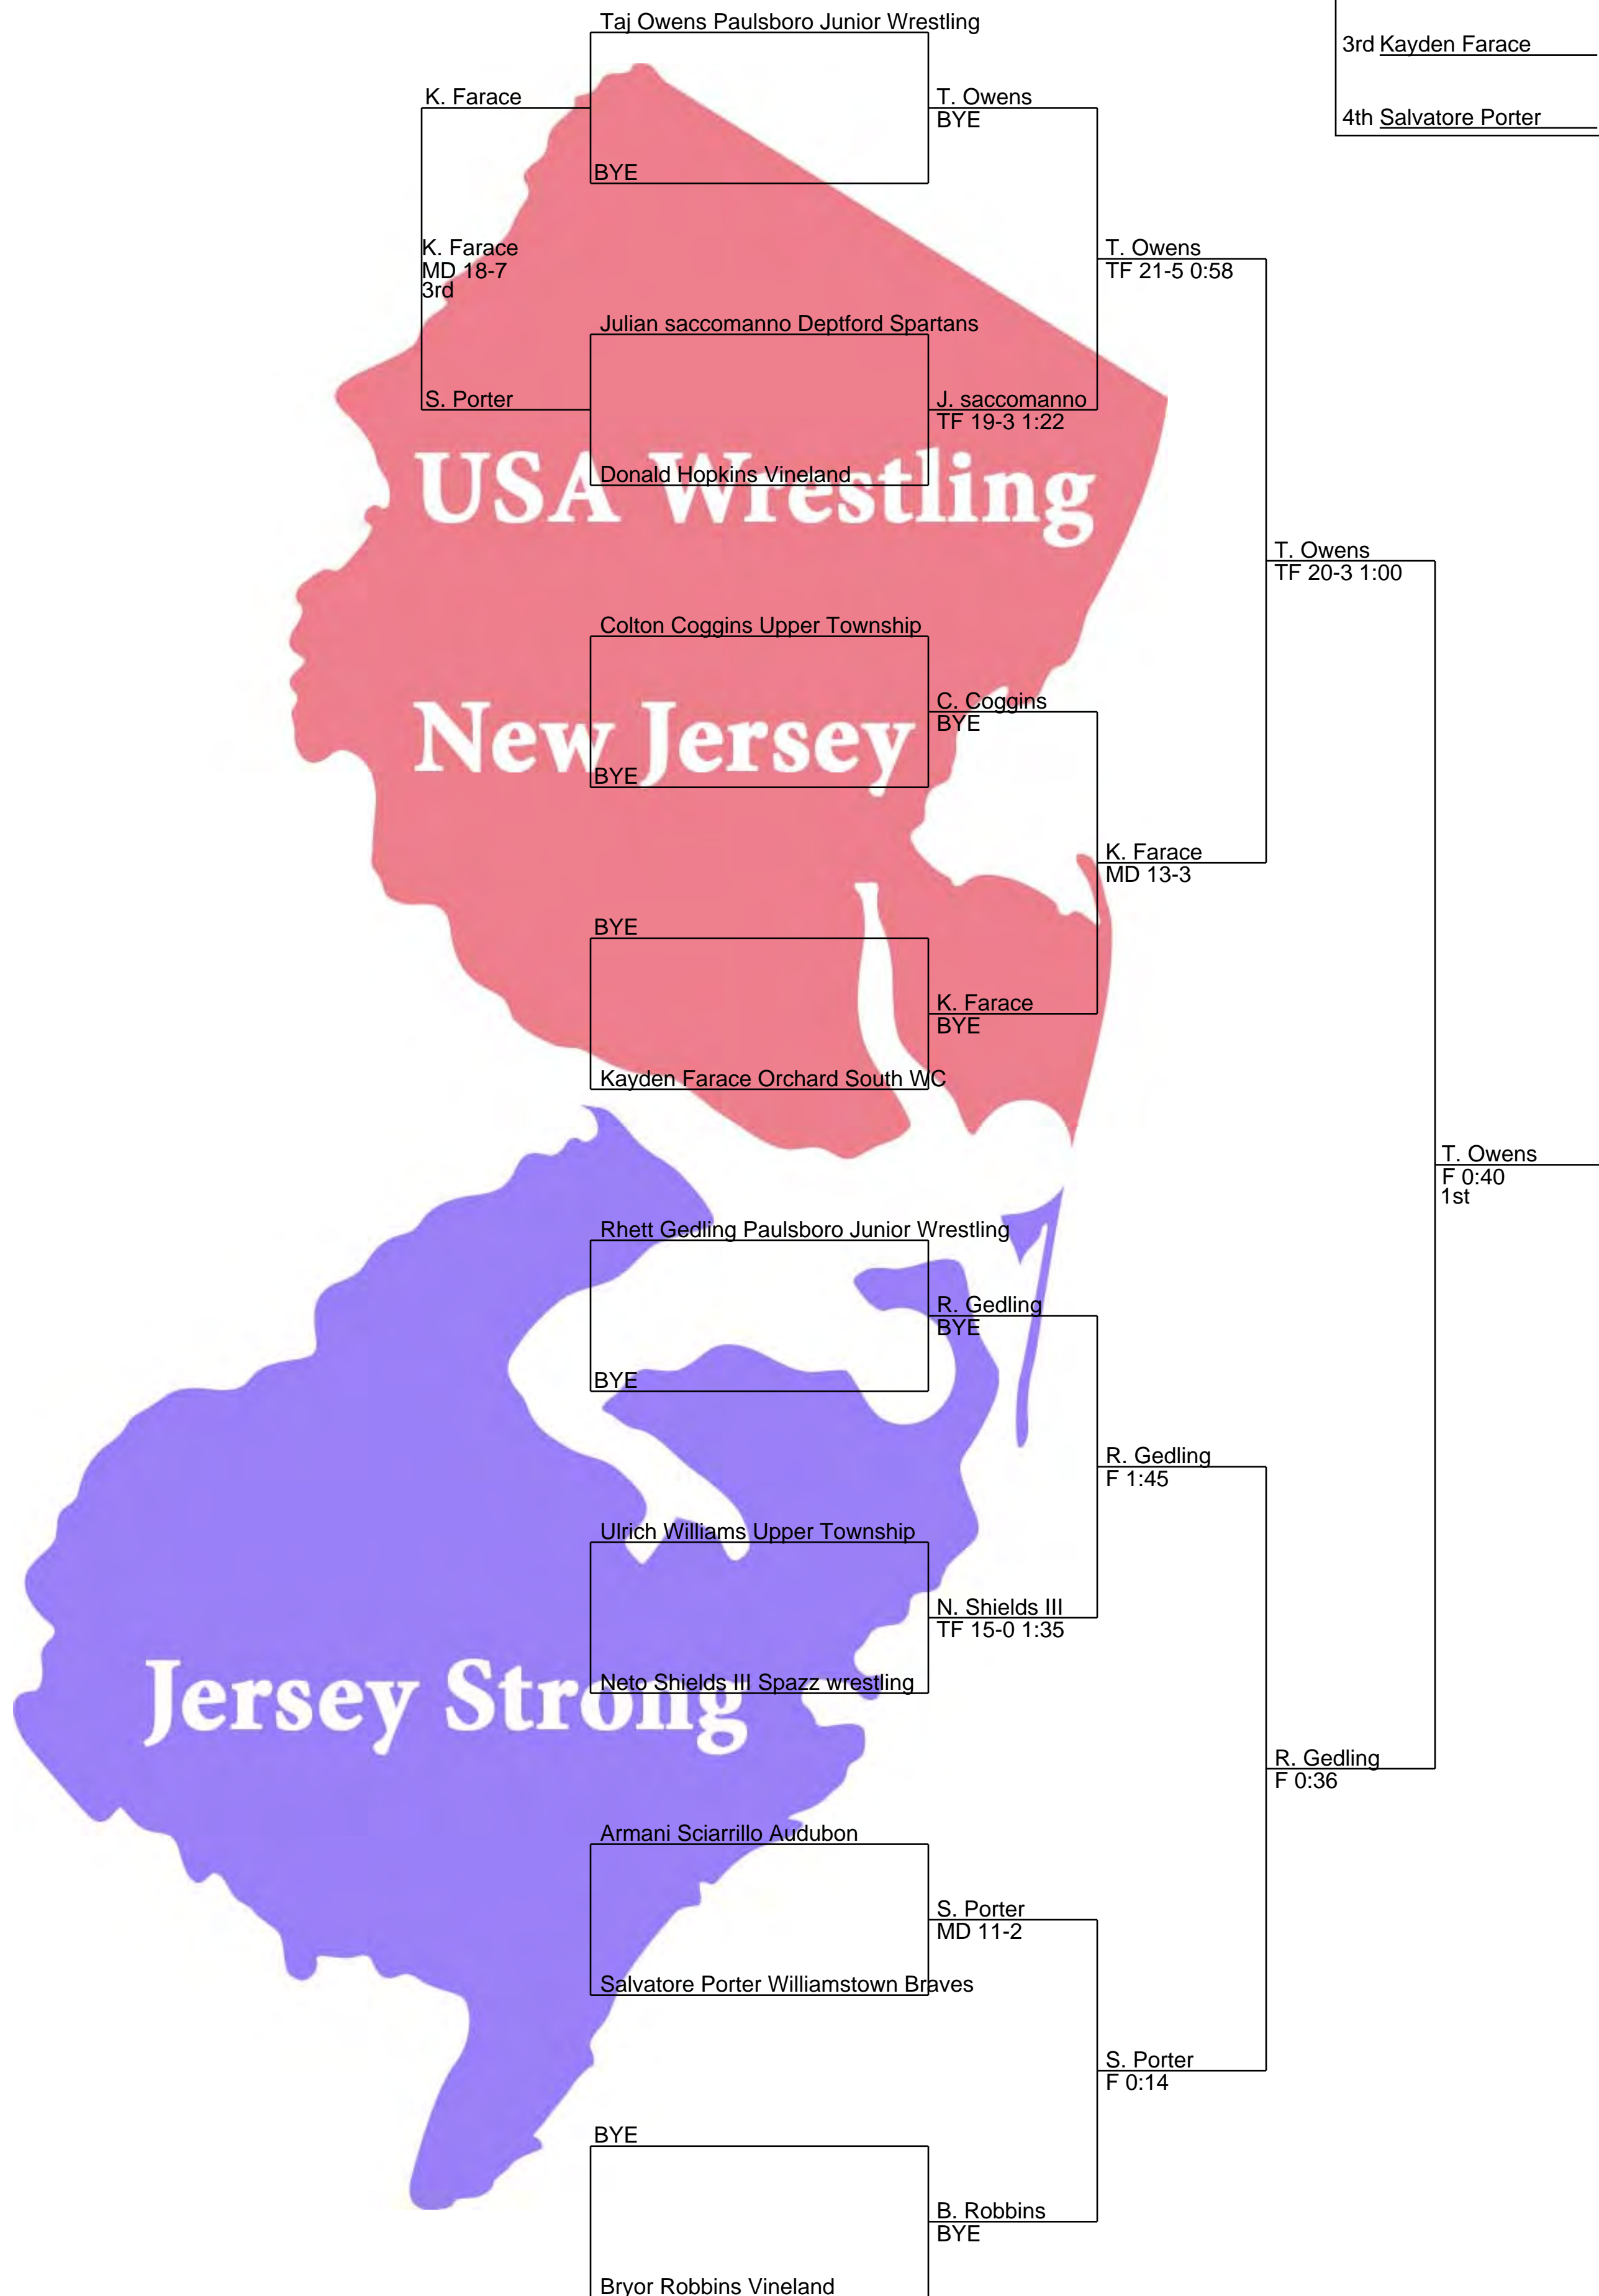 Taj Owens Paulsboro Junior Wrestling
3rd Kayden Farace
K. Farace
T. Owens
BYE
4th Salvatore Porter
BYE
K. Farace
MD 18-7
3rd
T. Owens
TF 21-5 0:58
Julian saccomanno Deptford Spartans
S. Porter
J. saccomanno
TF 19-3 1:22
USA Wrestling
Donald Hopkins Vineland
T. Owens
TF 20-3 1:00
Colton Coggins Upper Township
C. Coggins
BYE
New Jersey
BYE
K. Farace
MD 13-3
BYE
K. Farace
BYE
Kayden Farace Orchard South WC
T. Owens
F 0:40
1st
Rhett Gedling Paulsboro Junior Wrestling
R. Gedling
BYE
BYE
R. Gedling
F 1:45
Ulrich Williams Upper Township
N. Shields III
TF 15-0 1:35
Jersey Strong
Neto Shields III Spazz wrestling
R. Gedling
F 0:36
Armani Sciarrillo Audubon
S. Porter
MD 11-2
Salvatore Porter Williamstown Braves
S. Porter
F 0:14
BYE
B. Robbins
BYE
Bryor Robbins Vineland